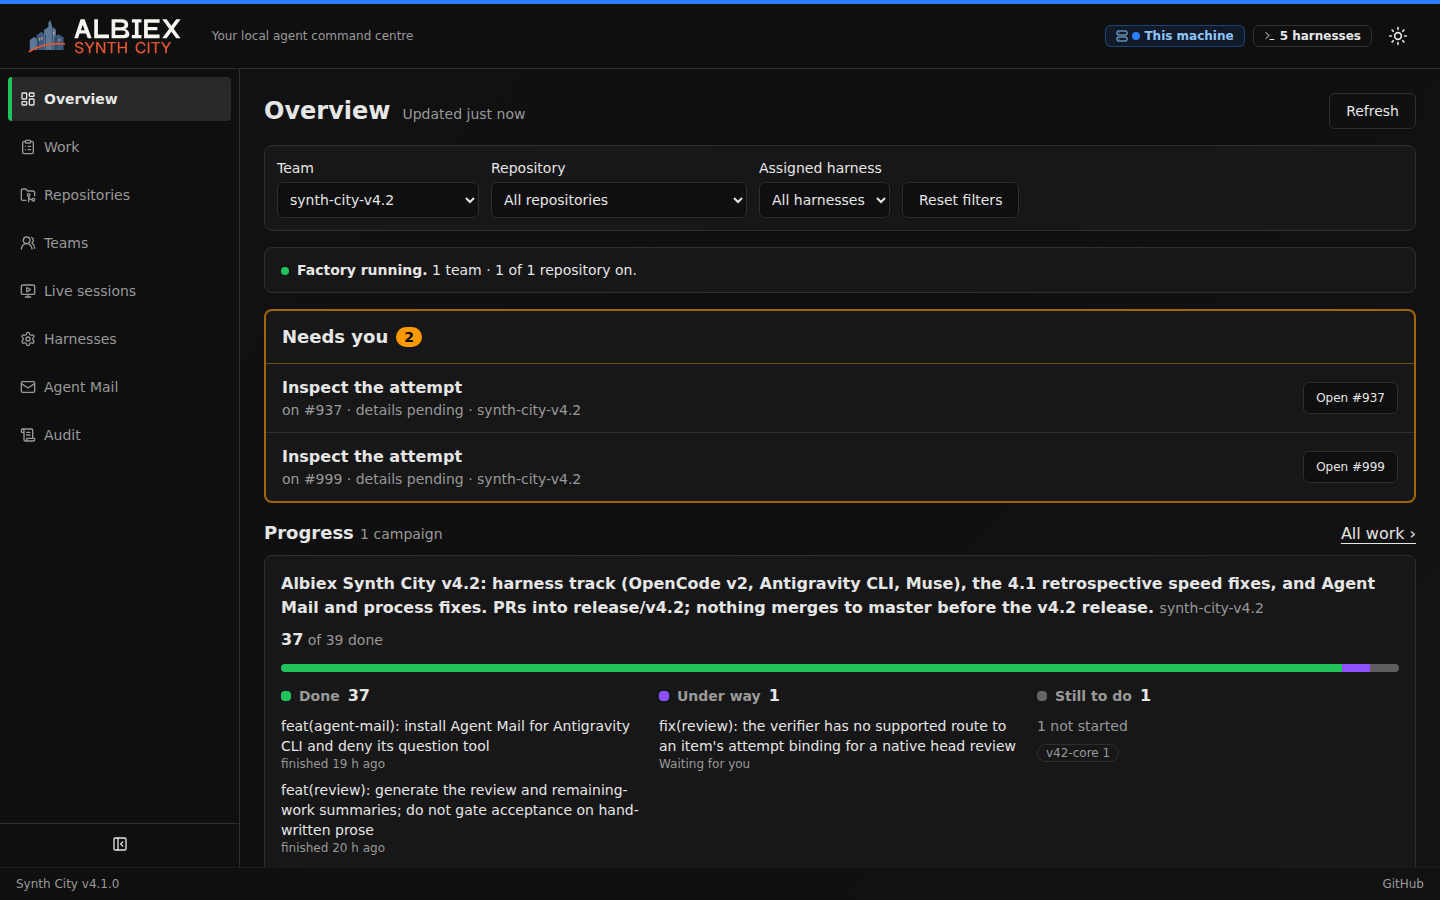 ALBIEX
SYNTH CITY
Your local agent command centre
This machine
5 harnesses
Overview
Work
Repositories
Teams
Live sessions
Harnesses
Agent Mail
Audit
Overview
Updated just now
Refresh
Team
Repository
Assigned harness
synth-city-v4.2
All repositories
All harnesses
Reset filters
Factory running. 1 team · 1 of 1 repository on.
Needs you 2
Inspect the attempt
on #937 · details pending · synth-city-v4.2
Open #937
Inspect the attempt
on #999 · details pending · synth-city-v4.2
Open #999
Progress 1 campaign
All work ›
Albiex Synth City v4.2: harness track (OpenCode v2, Antigravity CLI, Muse), the 4.1 retrospective speed fixes, and Agent
Mail and process fixes. PRs into release/v4.2; nothing merges to master before the v4.2 release. synth-city-v4.2
37 of 39 done
Done 37
feat(agent-mail): install Agent Mail for Antigravity
CLI and deny its question tool
finished 19 h ago
feat(review): generate the review and remaining-
work summaries; do not gate acceptance on hand-
written prose
finished 20 h ago
Under way 1
fix(review): the verifier has no supported route to
an item's attempt binding for a native head review
Waiting for you
Still to do 1
1 not started
v42-core 1
Synth City v4.1.0
GitHub